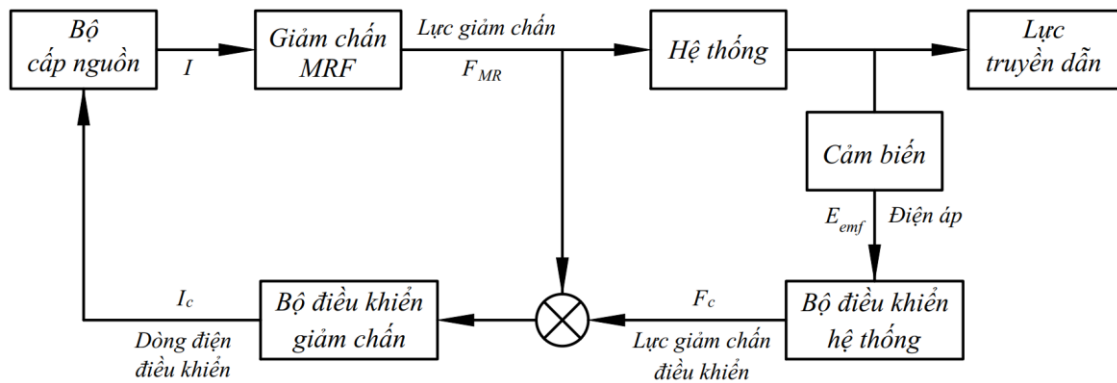 Bộ
cấp nguồn
I
Giảm chấn
MRF
Lực giảm chấn
F_MR
Hệ thống
Lực
truyền dẫn
Cảm biến
E_emf Điện áp
I_c
Dòng điện
điều khiển
Bộ điều khiển
giảm chấn
F_c
Lực giảm chấn
điều khiển
Bộ điều khiển
hệ thống